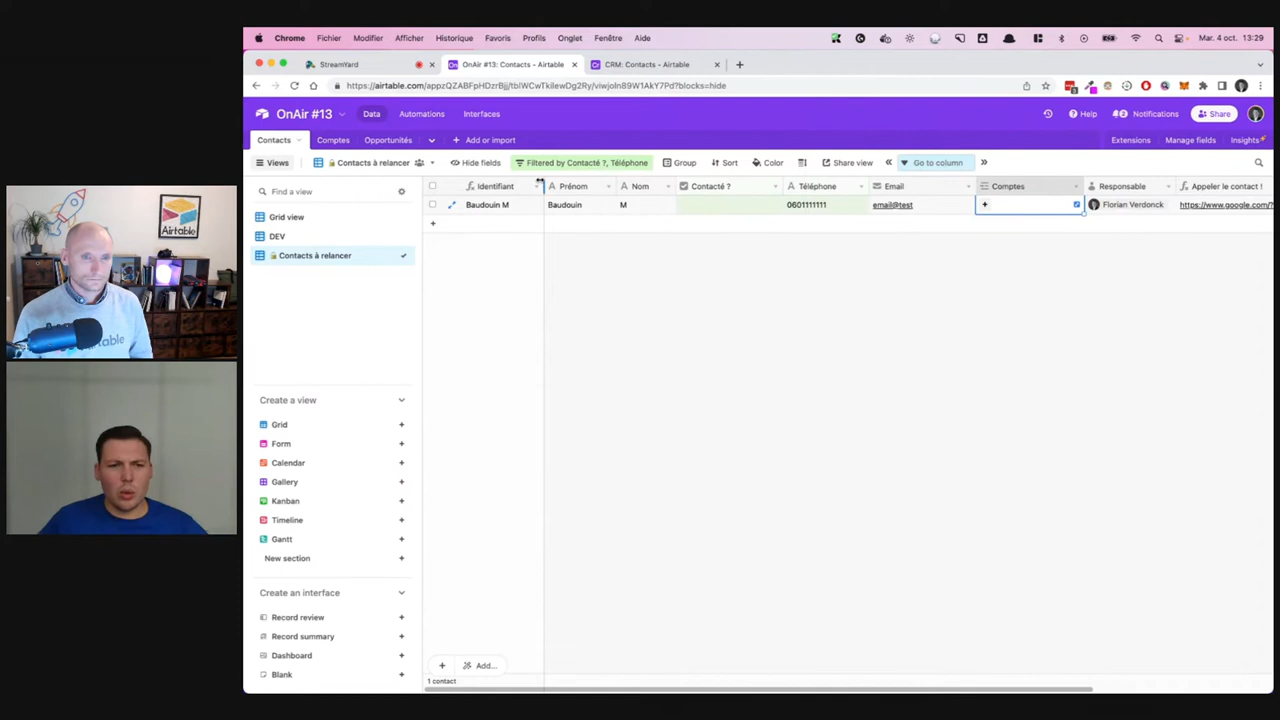 Chrome Fichier Modifier Afficher Historique Favoris Profils Onglet Fenêtre Aide Mar. 4 oct. 13:29
StreamYard OnAir #13: Contacts - Airtable CRM: Contacts - Airtable
https://airtable.com/appzQZABFpHDzrBjj/tblWCwTkilewDg2Ry/viwjoln89W1AkY7Pd?blocks=hide
OnAir #13 Data Automations Interfaces Help 2 Notifications Share
Contacts Comptes Opportunités Add or import Extensions Manage fields Insights
Views Contacts à relancer Hide fields Filtered by Contacté ?, Téléphone Group Sort Color Share view Go to column
Find a view
Identifiant Prénom Nom Contacté ? Téléphone Email Comptes Responsable Appeler le contact !
Baudouin M Baudouin M 0601111111 email@test Florian Verdonck https://www.google.com/?
Grid view
DEV
Contacts à relancer
Airtable
airtable
Create a view
Grid
Form
Calendar
Gallery
Kanban
Timeline
Gantt
New section
Create an interface
Record review
Record summary
Dashboard
Blank
Add...
1 contact